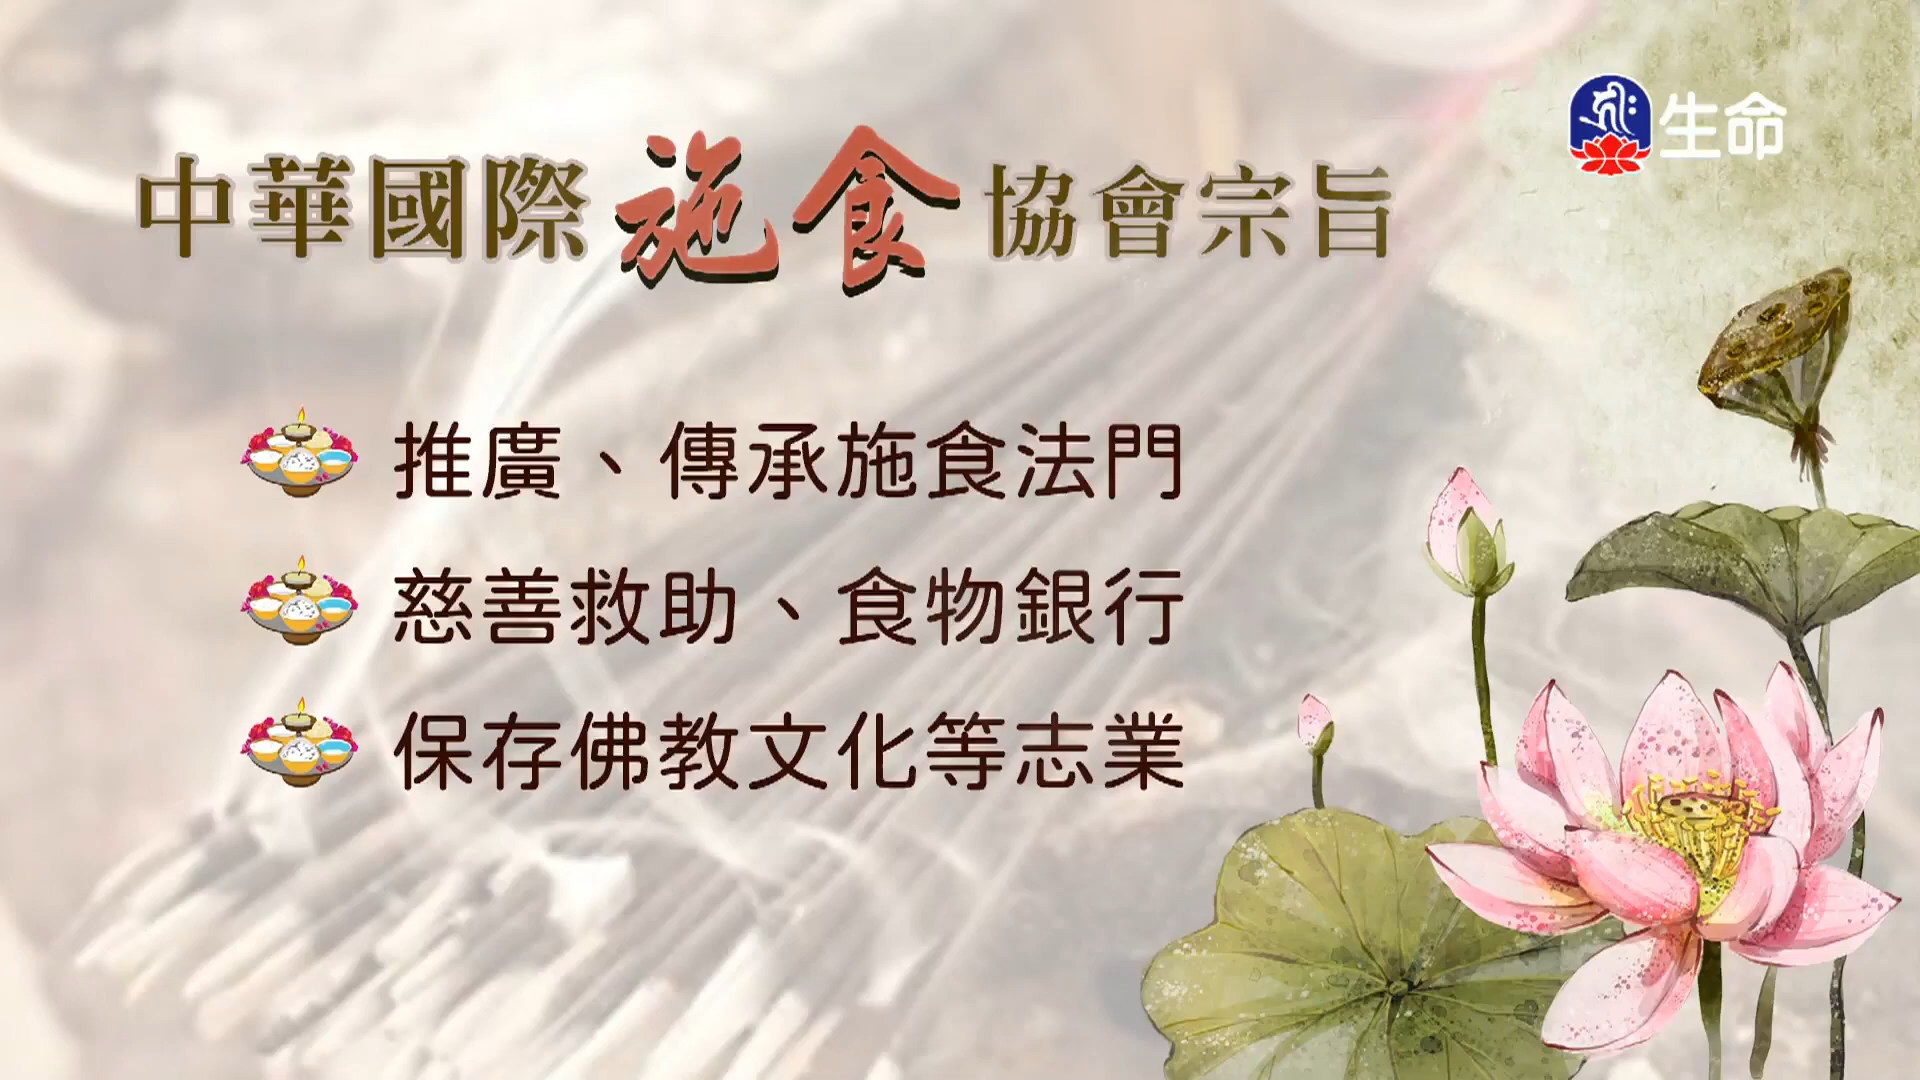 生命
中華國際施食協會宗旨
推廣、傳承施食法門
慈善救助、食物銀行
保存佛教文化等志業